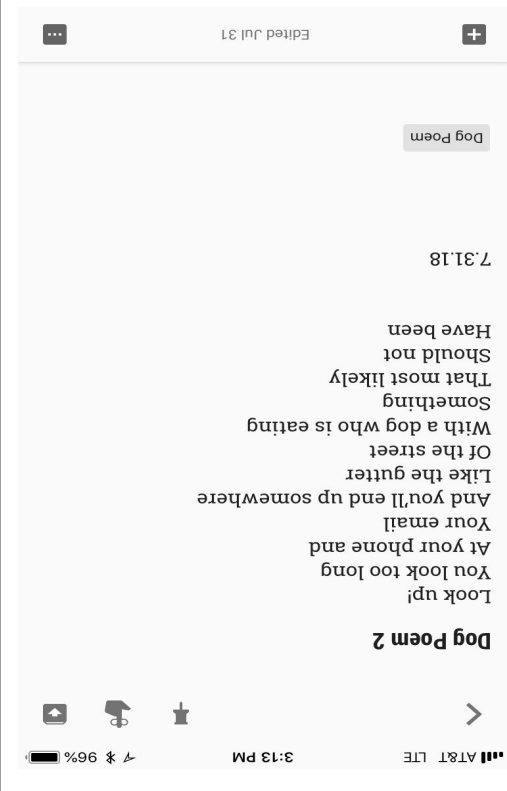 AT&T LTE 3:13 PM 96%
Dog Poem 2
Look up!
You look too long
At your phone and
Your email
And you'll end up somewhere
Like the gutter
Of the street
With a dog who is eating
Something
That most likely
Should not
Have been
7.31.18
Dog Poem
Edited Jul 31